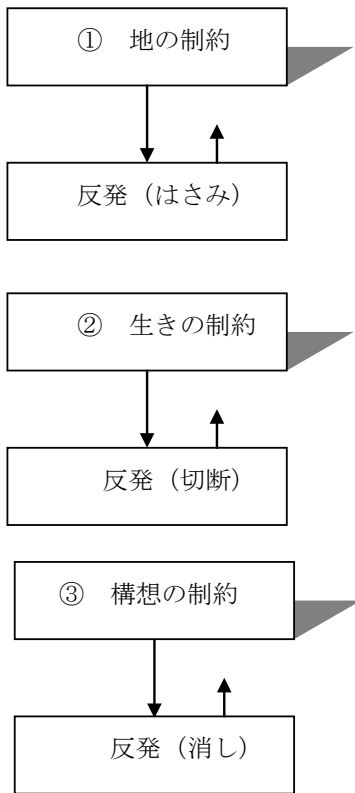 ① 地の制約
反発（はさみ）
② 生きの制約
反発（切断）
③ 構想の制約
反発（消し）